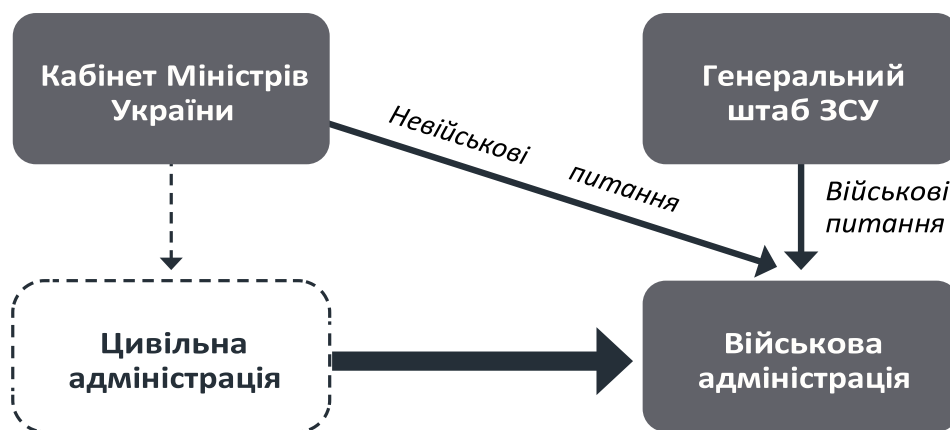 Кабінет Міністрів
України
Генеральний
штаб ЗСУ
Невійськові питання
Військові
питання
Цивільна
адміністрація
Військова
адміністрація